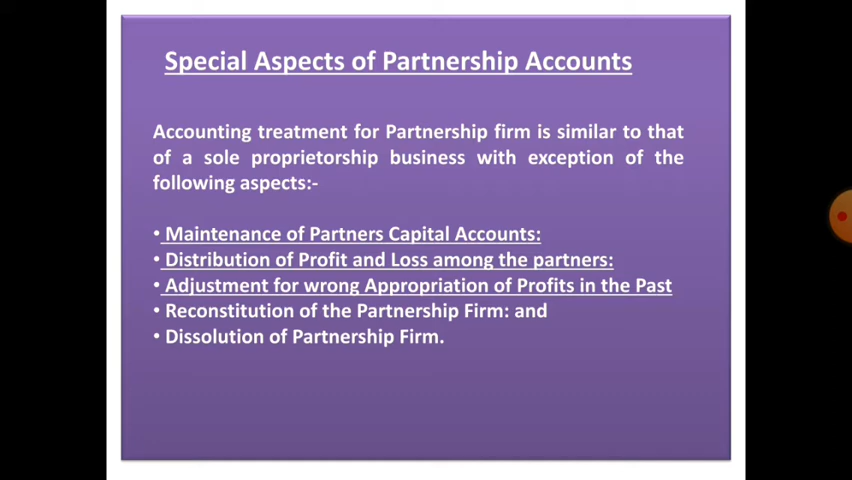 Special Aspects of Partnership Accounts
Accounting treatment for Partnership firm is similar to that
of a sole proprietorship business with exception of the
following aspects:-
• Maintenance of Partners Capital Accounts:
• Distribution of Profit and Loss among the partners:
• Adjustment for wrong Appropriation of Profits in the Past
• Reconstitution of the Partnership Firm: and
• Dissolution of Partnership Firm.